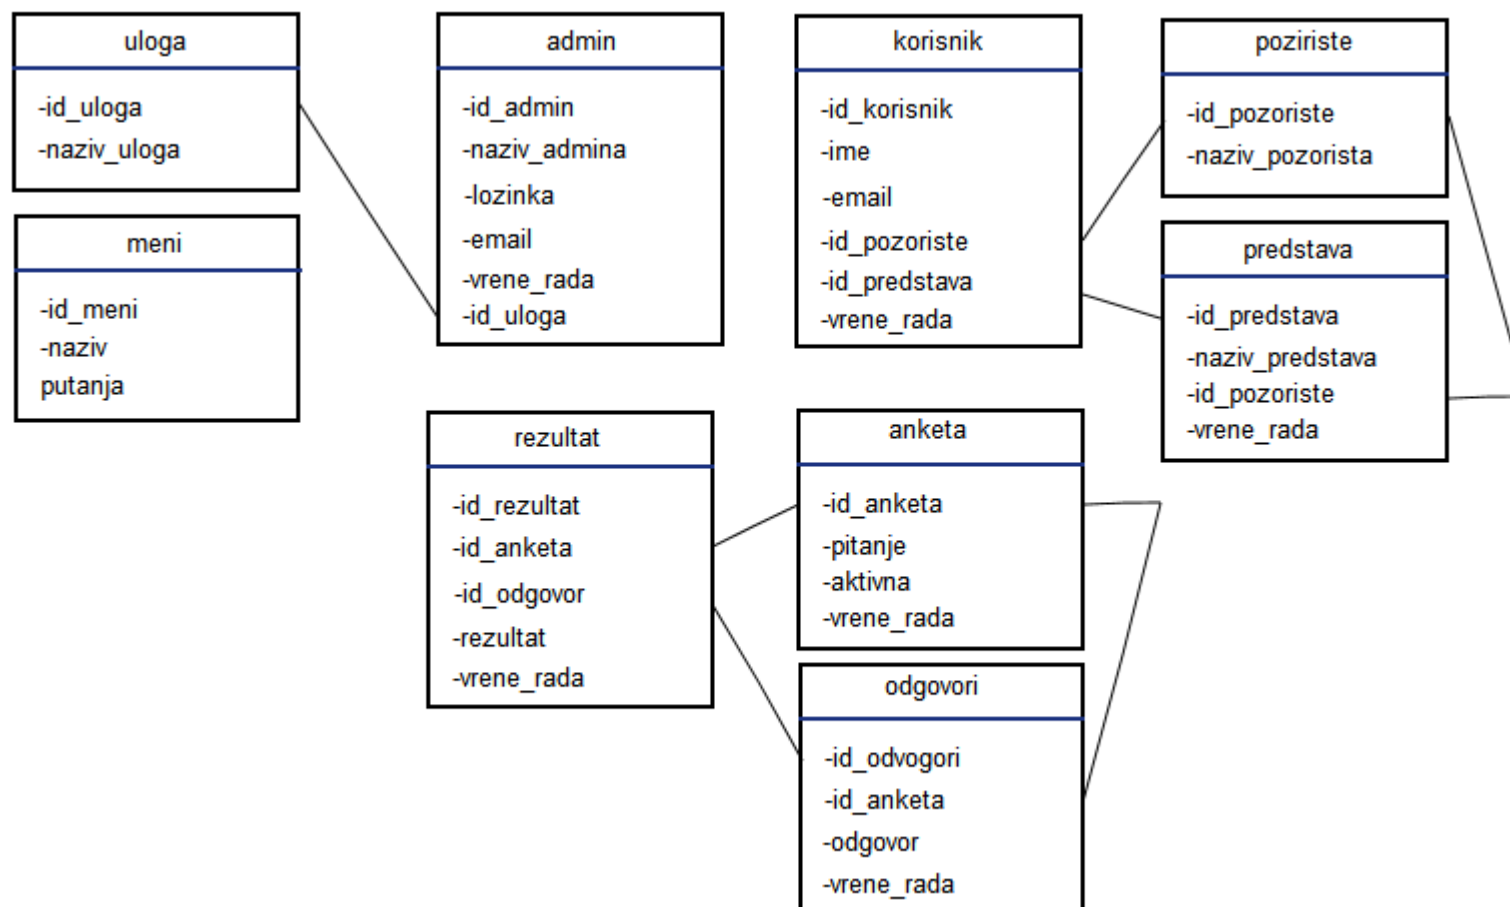 uloga
-id_uloga
-naziv_uloga
meni
-id_meni
-naziv
putanja
admin
-id_admin
-naziv_admina
-lozinka
-email
-vrene_rada
-id_uloga
korisnik
-id_korisnik
-ime
-email
-id_pozoriste
-id_predstava
-vrene_rada
poziriste
-id_pozoriste
-naziv_pozorista
predstava
-id_predstava
-naziv_predstava
-id_pozoriste
-vrene_rada
rezultat
-id_rezultat
-id_anketa
-id_odgovor
-rezultat
-vrene_rada
anketa
-id_anketa
-pitanje
-aktivna
-vrene_rada
odgovori
-id_odvogori
-id_anketa
-odgovor
-vrene_rada